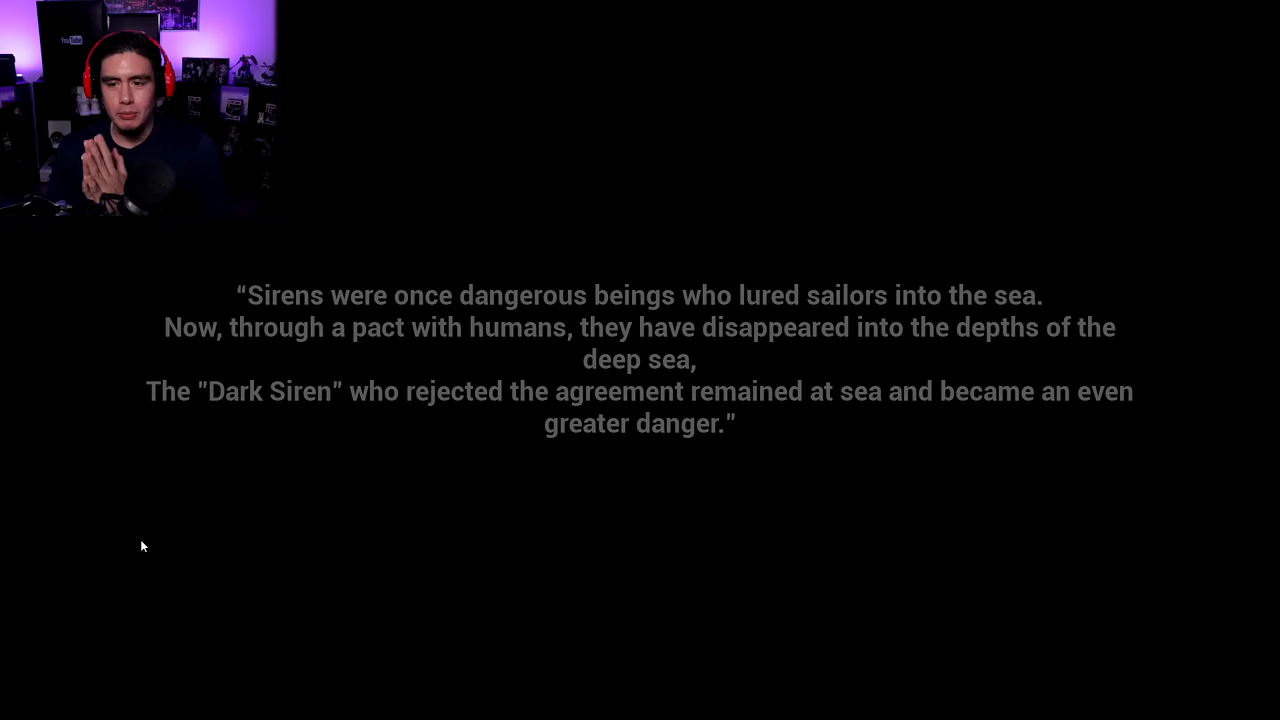 YouTube
“Sirens were once dangerous beings who lured sailors into the sea.
Now, through a pact with humans, they have disappeared into the depths of the
deep sea,
The "Dark Siren" who rejected the agreement remained at sea and became an even
greater danger."